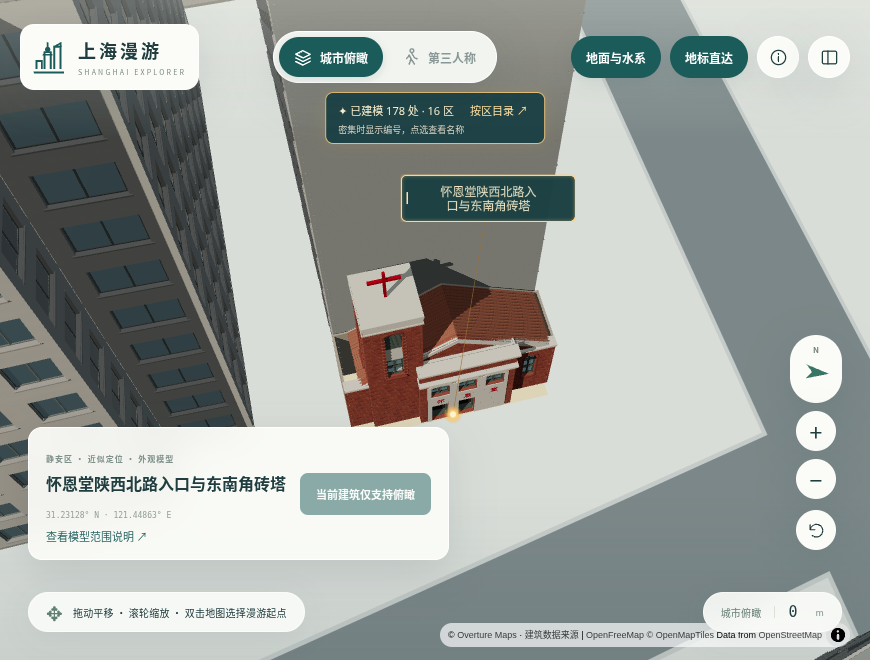 上海漫游
SHANGHAI EXPLORER
城市俯瞰
第三人称
地面与水系
地标直达
✦ 已建模 178 处 · 16 区 按区目录 ↗
密集时显示编号，点选查看名称
怀恩堂陕西北路入
口与东南角砖塔
N
静安区 · 近似定位 · 外观模型
怀恩堂陕西北路入口与东南角砖塔
当前建筑仅支持俯瞰
31.23128° N · 121.44863° E
查看模型范围说明 ↗
拖动平移 · 滚轮缩放 · 双击地图选择漫游起点
城市俯瞰 0 m
© Overture Maps · 建筑数据来源 | OpenFreeMap © OpenMapTiles Data from OpenStreetMap